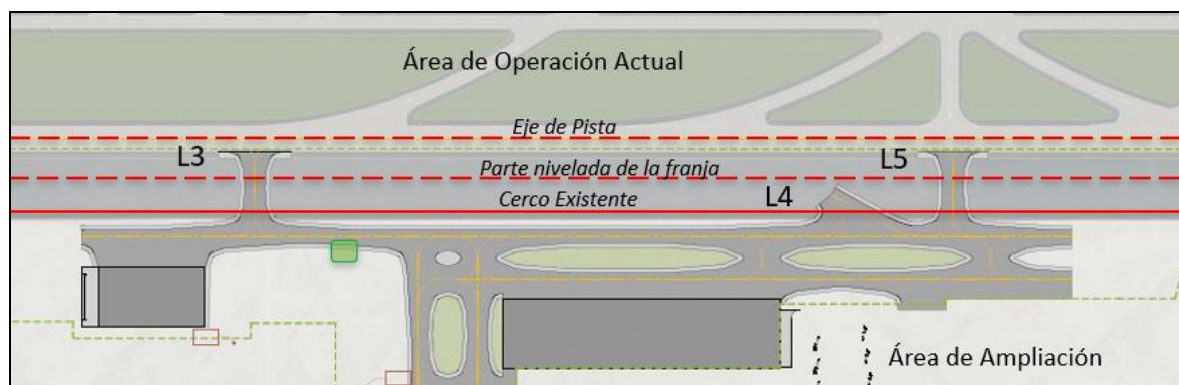 Área de Operación Actual
Eje de Pista
L3
Parte nivelada de la franja
L5
Cerco Existente
L4
Área de Ampliación